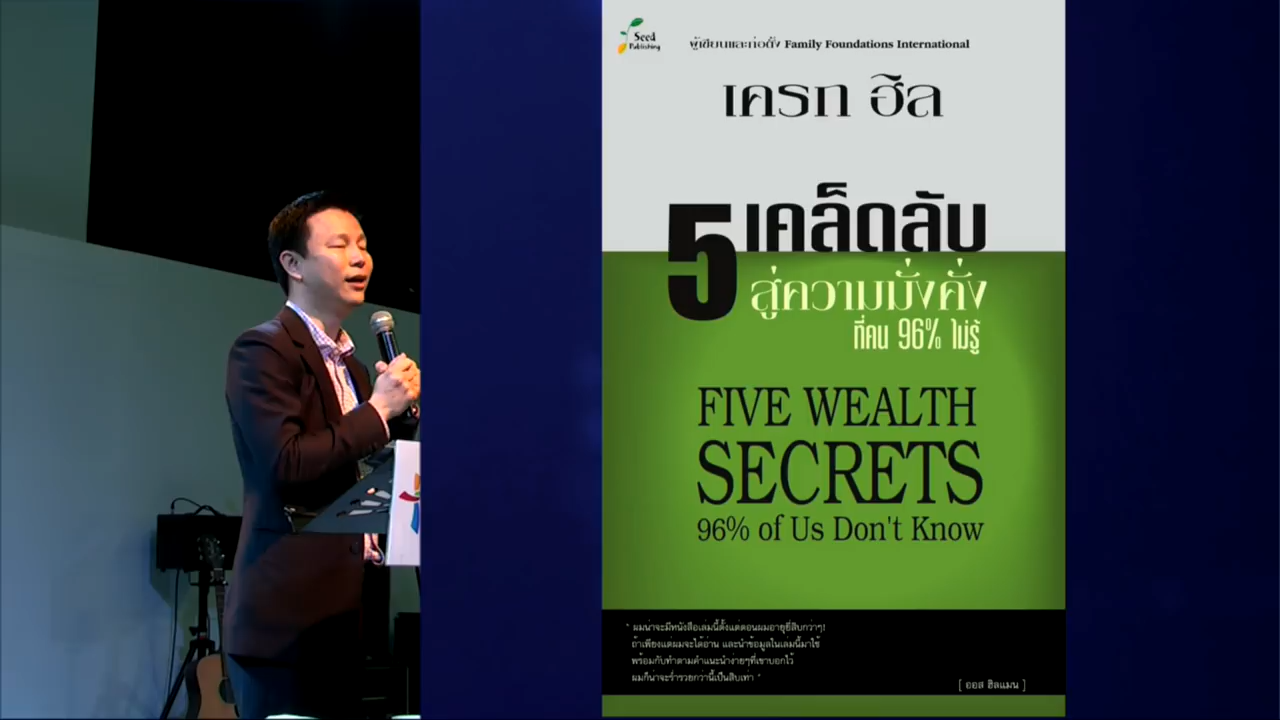 Seed
Publishing
ผู้เขียนและก่อตั้ง Family Foundations International
เครก ฮิล
5 เคล็ดลับ
สู่ความมั่งคั่ง
ที่คน 96% ไม่รู้
FIVE WEALTH
SECRETS
96% of Us Don't Know
" ผมน่าจะมีหนังสือเล่มนี้ตั้งแต่ตอนผมอายุยี่สิบกว่าๆ!
ถ้าเพียงแต่ผมจะได้อ่าน และนำข้อมูลในเล่มนี้มาใช้
พร้อมกับทำตามคำแนะนำง่ายๆที่เขาบอกไว้
ผมก็น่าจะร่ำรวยกว่านี้เป็นสิบเท่า "
[ ออส ฮิลแมน ]